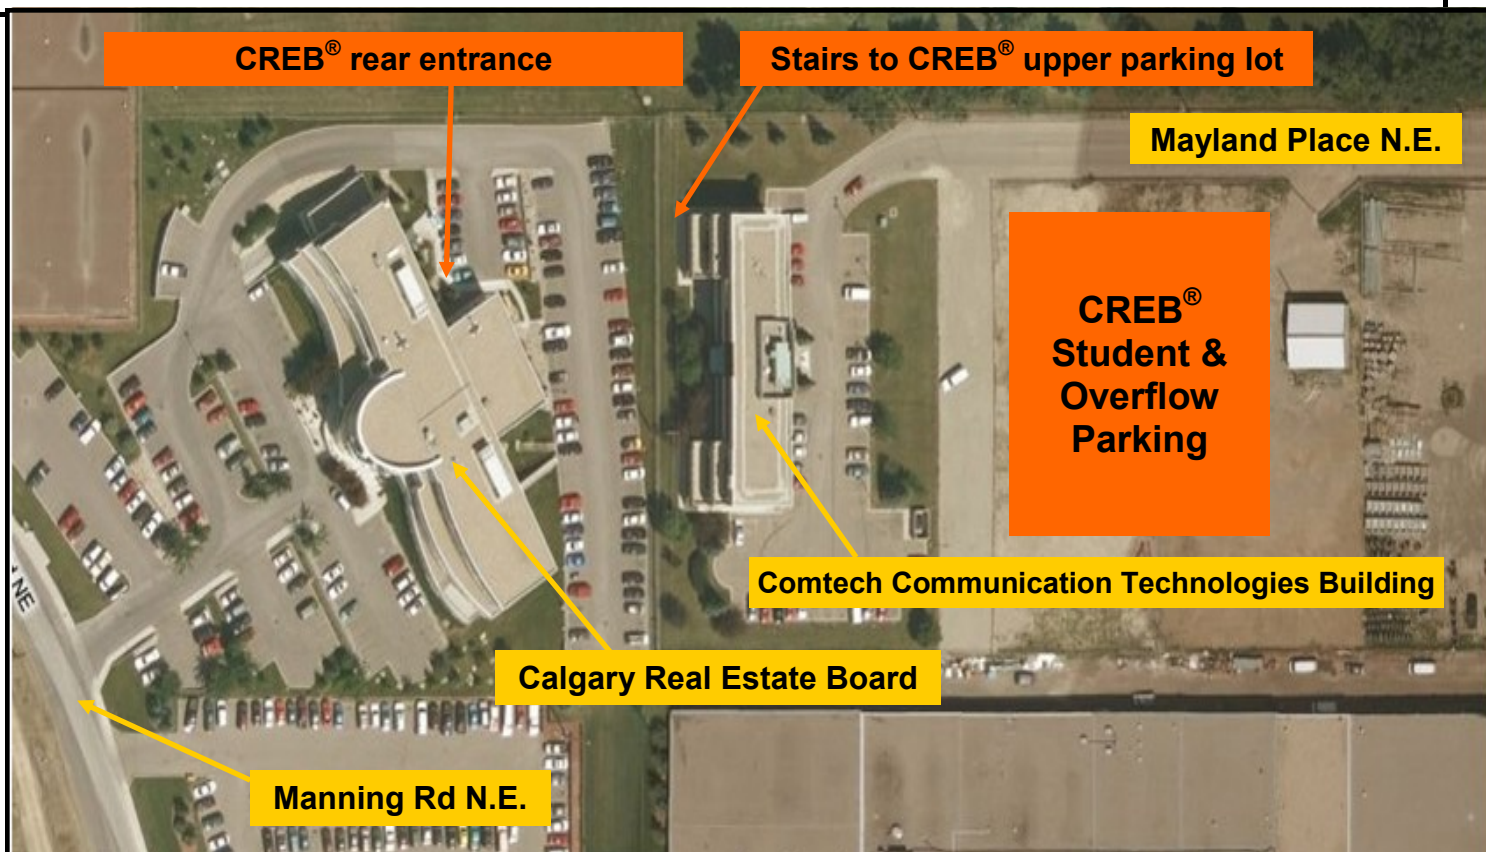 CREB® rear entrance
Stairs to CREB® upper parking lot
Mayland Place N.E.
CREB®
Student &
Overflow
Parking
Comtech Communication Technologies Building
Calgary Real Estate Board
NE
Manning Rd N.E.